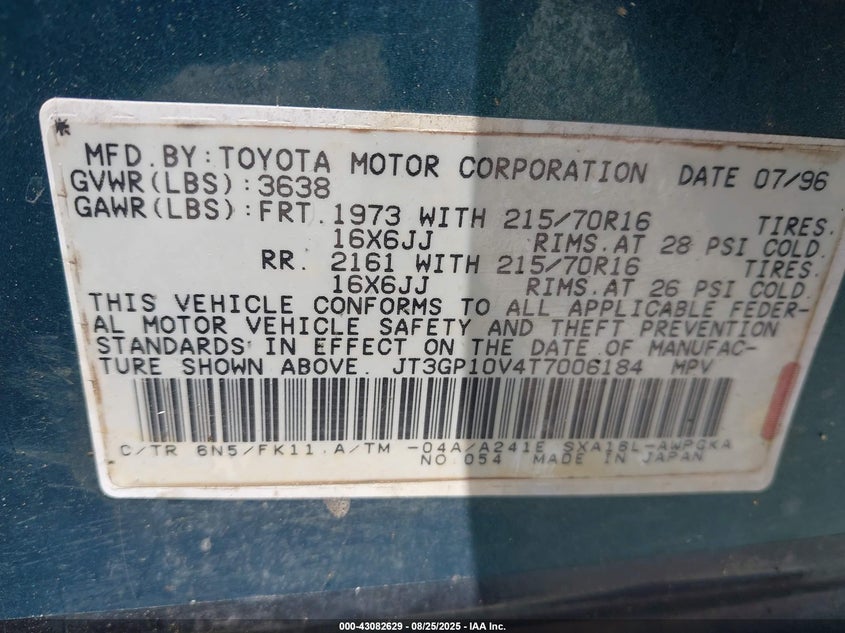 MFD.BY:TOYOTA MOTOR CORPORATION DATE 07/96
GVWR(LBS):3638
GAWR(LBS):FRT.1973 WITH 215/70R16 TIRES.
16X6JJ RIMS.AT 28 PSI COLD.
RR. 2161 WITH 215/70R16 TIRES.
16X6JJ RIMS.AT 26 PSI COLD.
THIS VEHICLE CONFORMS TO ALL APPLICABLE FEDER-
AL MOTOR VEHICLE SAFETY AND THEFT PREVENTION
STANDARDS IN EFFECT ON THE DATE OF MANUFAC-
TURE SHOWN ABOVE. JT3GP10V4T7006184 MPV
C/TR 6N5/FK11 A/TM -04A/A241E SXA16L-AWPGKA
NO.054 MADE IN JAPAN
000-43082629 - 08/25/2025 - IAA Inc.